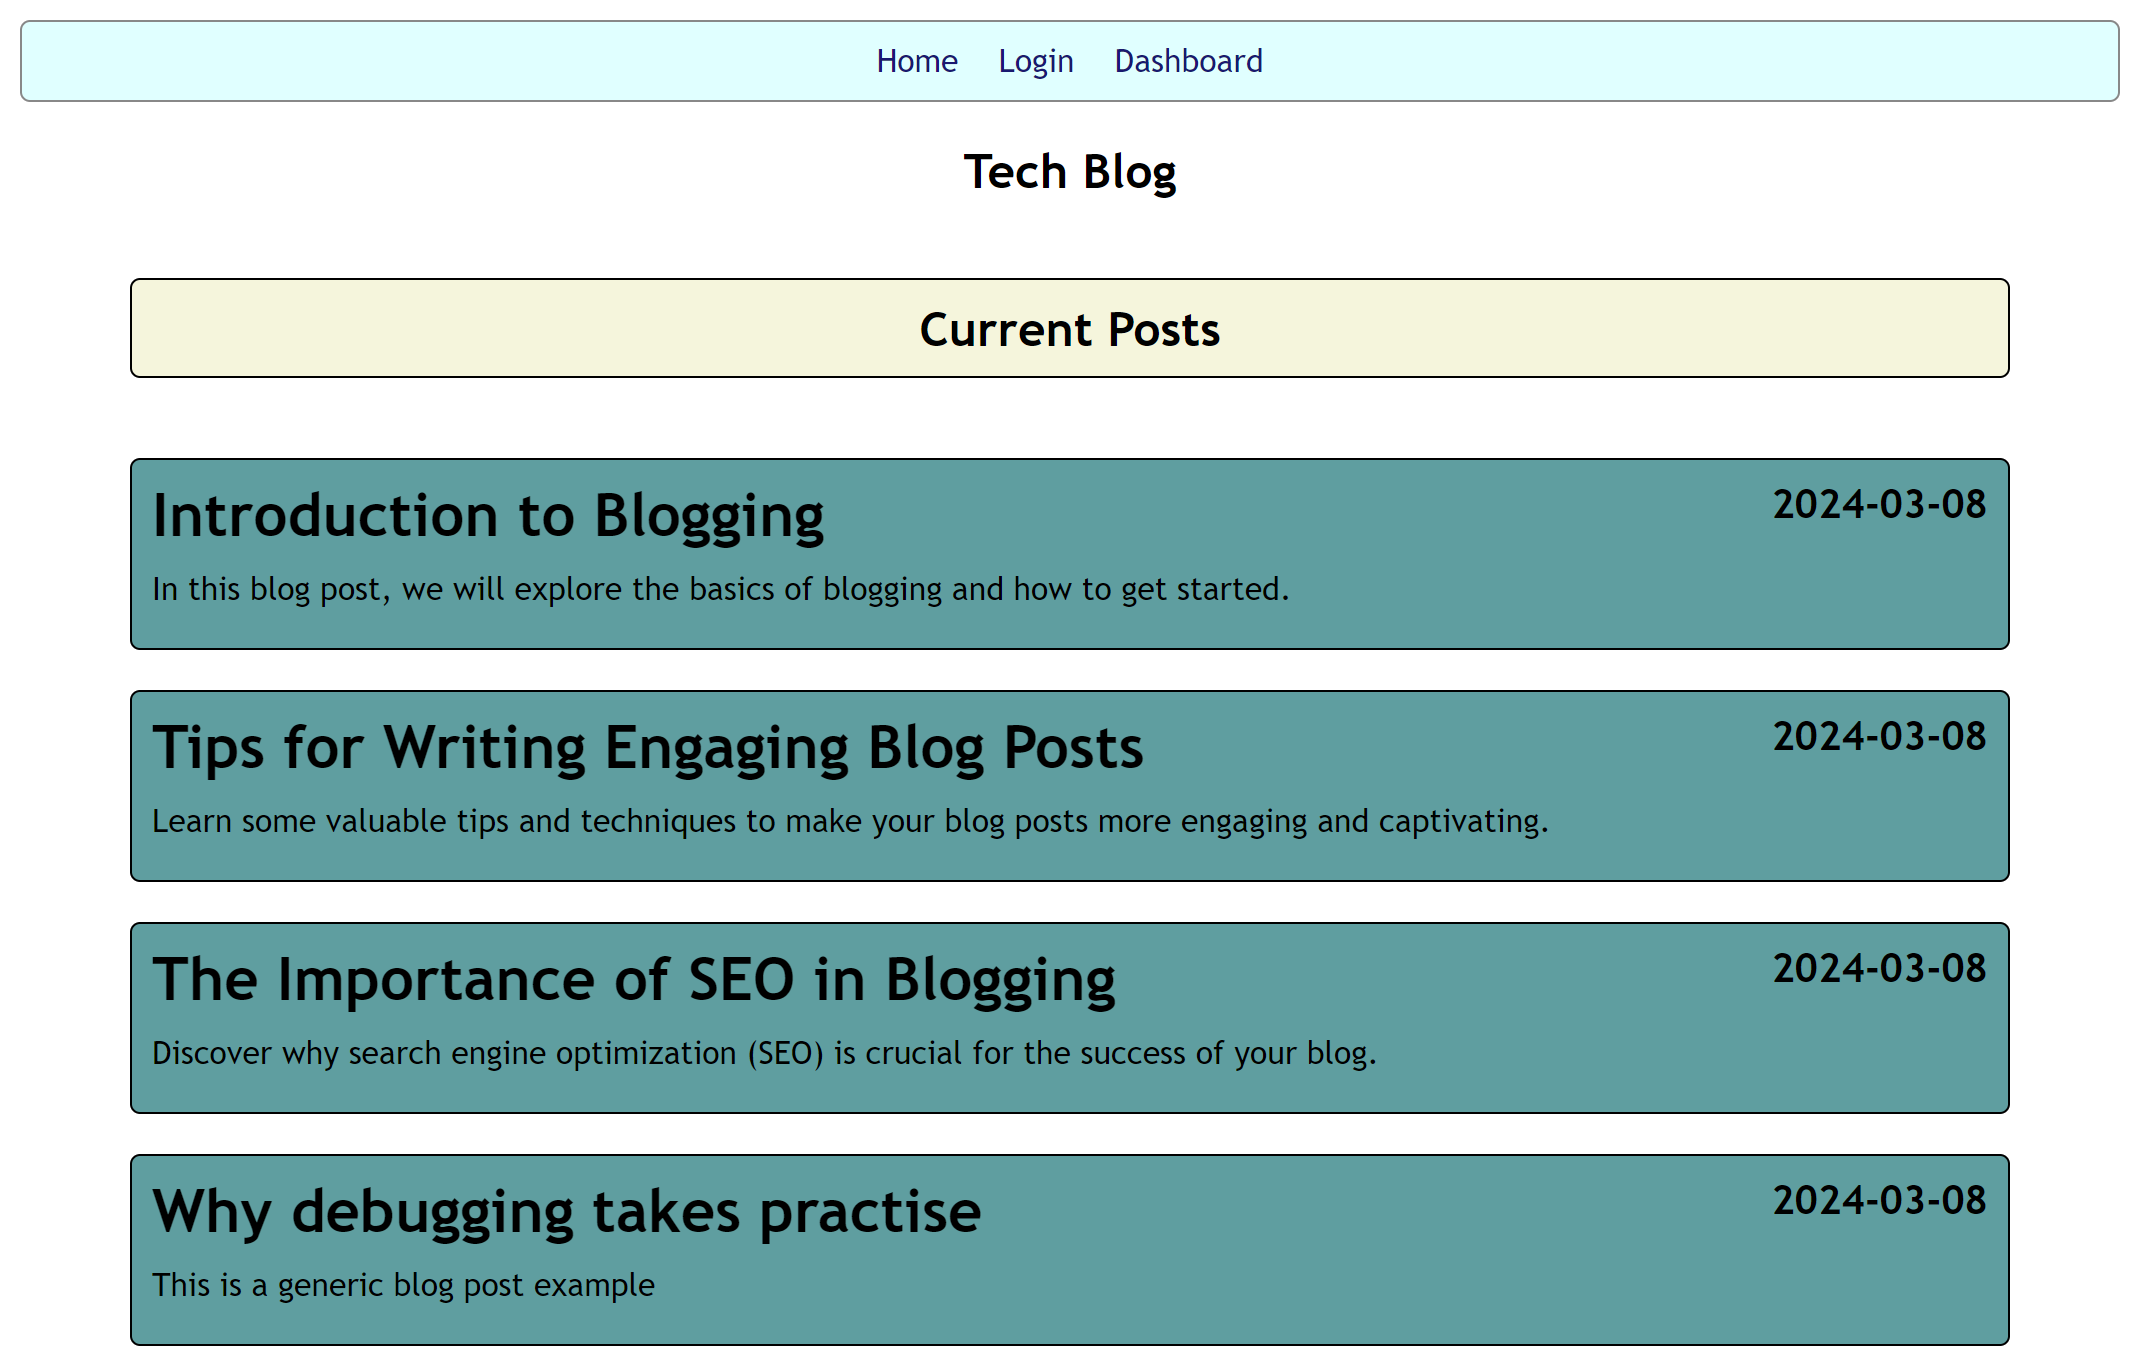 Home Login Dashboard
Tech Blog
Current Posts
Introduction to Blogging
2024-03-08
In this blog post, we will explore the basics of blogging and how to get started.
Tips for Writing Engaging Blog Posts
2024-03-08
Learn some valuable tips and techniques to make your blog posts more engaging and captivating.
The Importance of SEO in Blogging
2024-03-08
Discover why search engine optimization (SEO) is crucial for the success of your blog.
Why debugging takes practise
2024-03-08
This is a generic blog post example